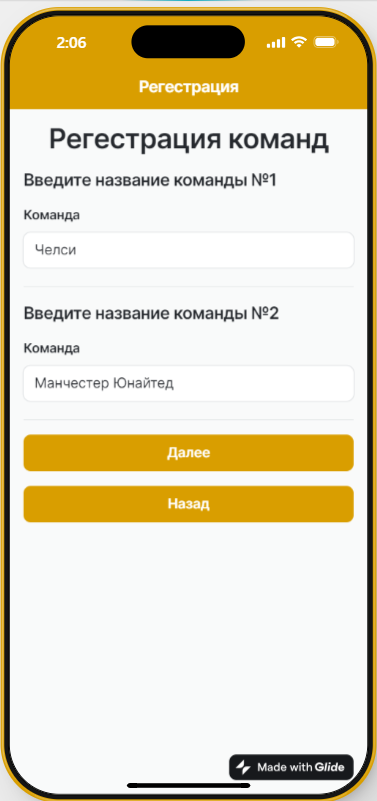 2:06
Регестрация
Регестрация команд
Введите название команды №1
Команда
Челси
Введите название команды №2
Команда
Манчестер Юнайтед
Далее
Назад
Made with Glide